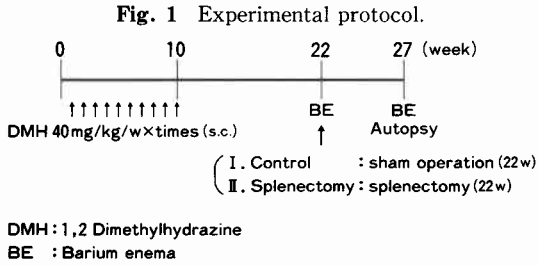 Fig. 1 Experimental protocol.
0 10 22 27 (week)
BE BE
DMH 40mg/kg/w×times (s.c.) Autopsy
I. Control : sham operation (22w)
II. Splenectomy : splenectomy (22w)
DMH : 1,2 Dimethylhydrazine
BE : Barium enema